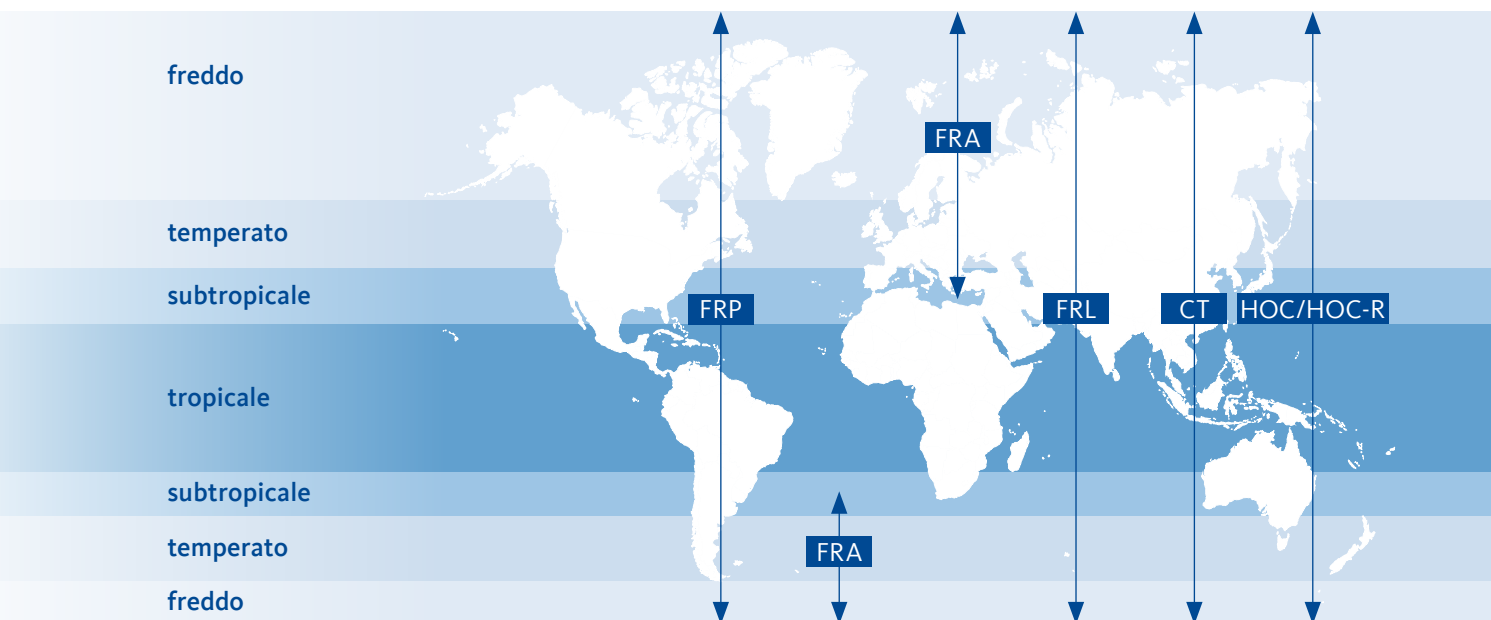 freddo
FRA
temperato
subtropicale
FRP
FRL
CT
HOC/HOC-R
tropicale
subtropicale
temperato
FRA
freddo